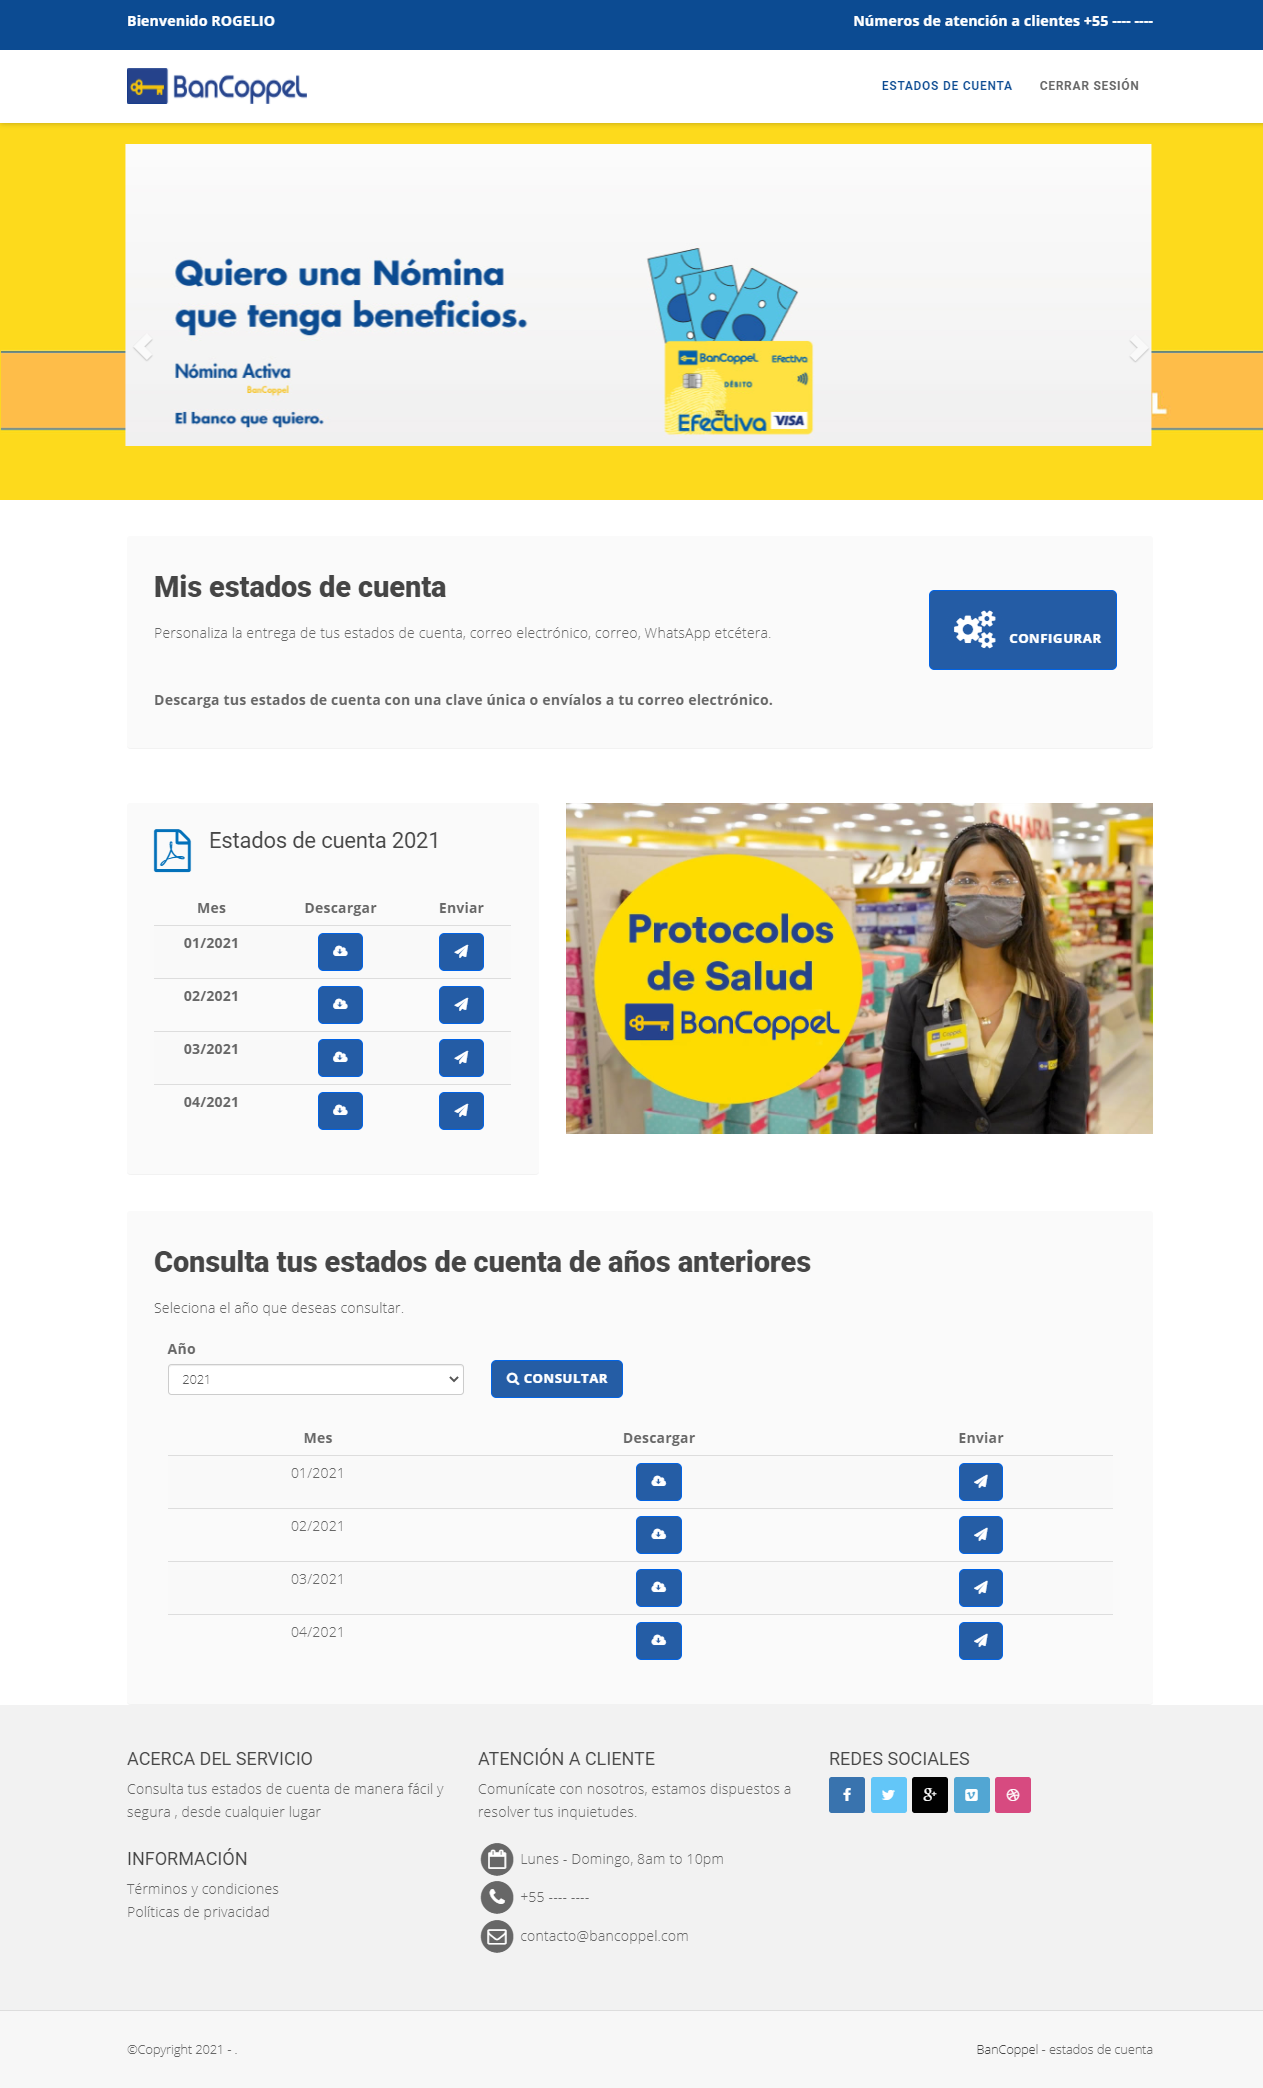 Bienvenido ROGELIO
Números de atención a clientes +55 ---- ----
BanCoppel
ESTADOS DE CUENTA
CERRAR SESIÓN
Quiero una Nómina
que tenga beneficios.
Nómina Activa
BanCoppel
El banco que quiero.
BanCoppel Efectiva
DÉBITO
Efectiva VISA
L
Mis estados de cuenta
Personaliza la entrega de tus estados de cuenta, correo electrónico, correo, WhatsApp etcétera.
CONFIGURAR
Descarga tus estados de cuenta con una clave única o envíalos a tu correo electrónico.
Estados de cuenta 2021
Mes Descargar Enviar
01/2021
02/2021
03/2021
04/2021
SAHARA
Protocolos
de Salud
BanCoppel
Coppel
Consulta tus estados de cuenta de años anteriores
Selecciona el año que deseas consultar.
Año
2021
CONSULTAR
Mes Descargar Enviar
01/2021
02/2021
03/2021
04/2021
ACERCA DEL SERVICIO
Consulta tus estados de cuenta de manera fácil y
segura , desde cualquier lugar
INFORMACIÓN
Términos y condiciones
Políticas de privacidad
ATENCIÓN A CLIENTE
Comunícate con nosotros, estamos dispuestos a
resolver tus inquietudes.
Lunes - Domingo, 8am to 10pm
+55 ---- ----
contacto@bancoppel.com
REDES SOCIALES
©Copyright 2021 - .
BanCoppel - estados de cuenta